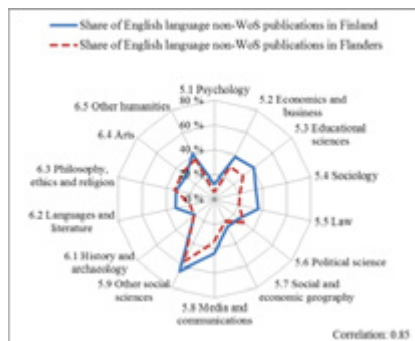 Share of English language non-WoS publications in Finland
Share of English language non-WoS publications in Flanders
5.1 Psychology
80 %
60 %
40 %
5.2 Economics and
business
5.3 Educational
sciences
5.4 Sociology
5.5 Law
5.6 Political science
5.7 Social and
economic geography
5.8 Media and
communications
5.9 Other social
sciences
6.1 History and
archaeology
6.2 Languages and
literature
6.3 Philosophy,
ethics and religion
6.4 Arts
6.5 Other humanities
Correlation: 0.85